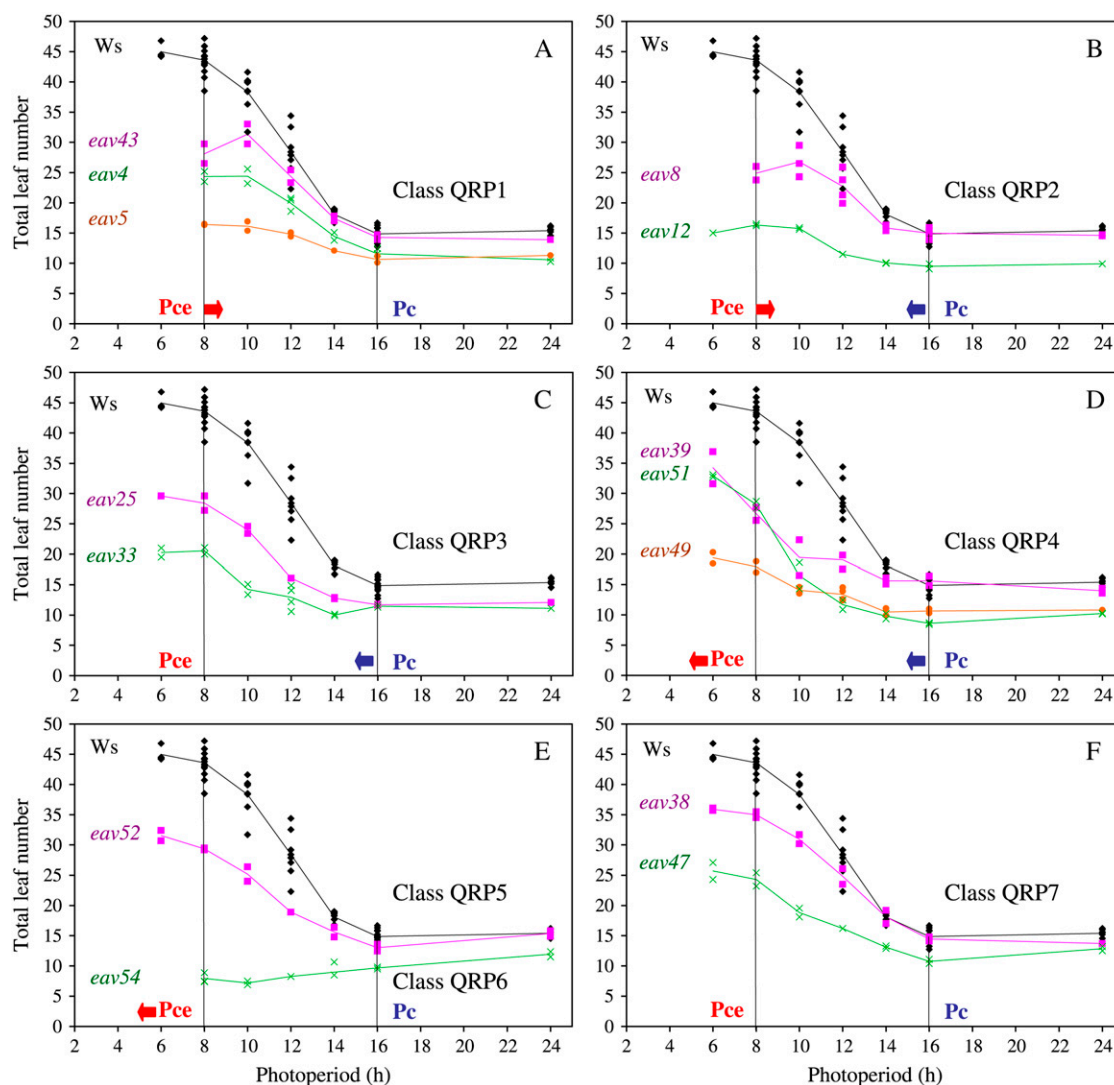 50
45
40
35
30
25
20
15
10
5
0
Total leaf number
Ws
A
eav43
eav4
eav5
Class QRP1
Pce
Pc
2 4 6 8 10 12 14 16 18 20 22 24
50
45
40
35
30
25
20
15
10
5
0
Total leaf number
Ws
B
eav8
eav12
Class QRP2
Pce
Pc
2 4 6 8 10 12 14 16 18 20 22 24
50
45
40
35
30
25
20
15
10
5
0
Total leaf number
Ws
C
eav25
eav33
Class QRP3
Pce
Pc
2 4 6 8 10 12 14 16 18 20 22 24
50
45
40
35
30
25
20
15
10
5
0
Total leaf number
Ws
D
eav39
eav51
eav49
Class QRP4
Pce
Pc
2 4 6 8 10 12 14 16 18 20 22 24
50
45
40
35
30
25
20
15
10
5
0
Total leaf number
Ws
E
eav52
Class QRP5
eav54
Class QRP6
Pce
Pc
2 4 6 8 10 12 14 16 18 20 22 24
Photoperiod (h)
50
45
40
35
30
25
20
15
10
5
0
Total leaf number
Ws
F
eav38
eav47
Class QRP7
Pce
Pc
2 4 6 8 10 12 14 16 18 20 22 24
Photoperiod (h)